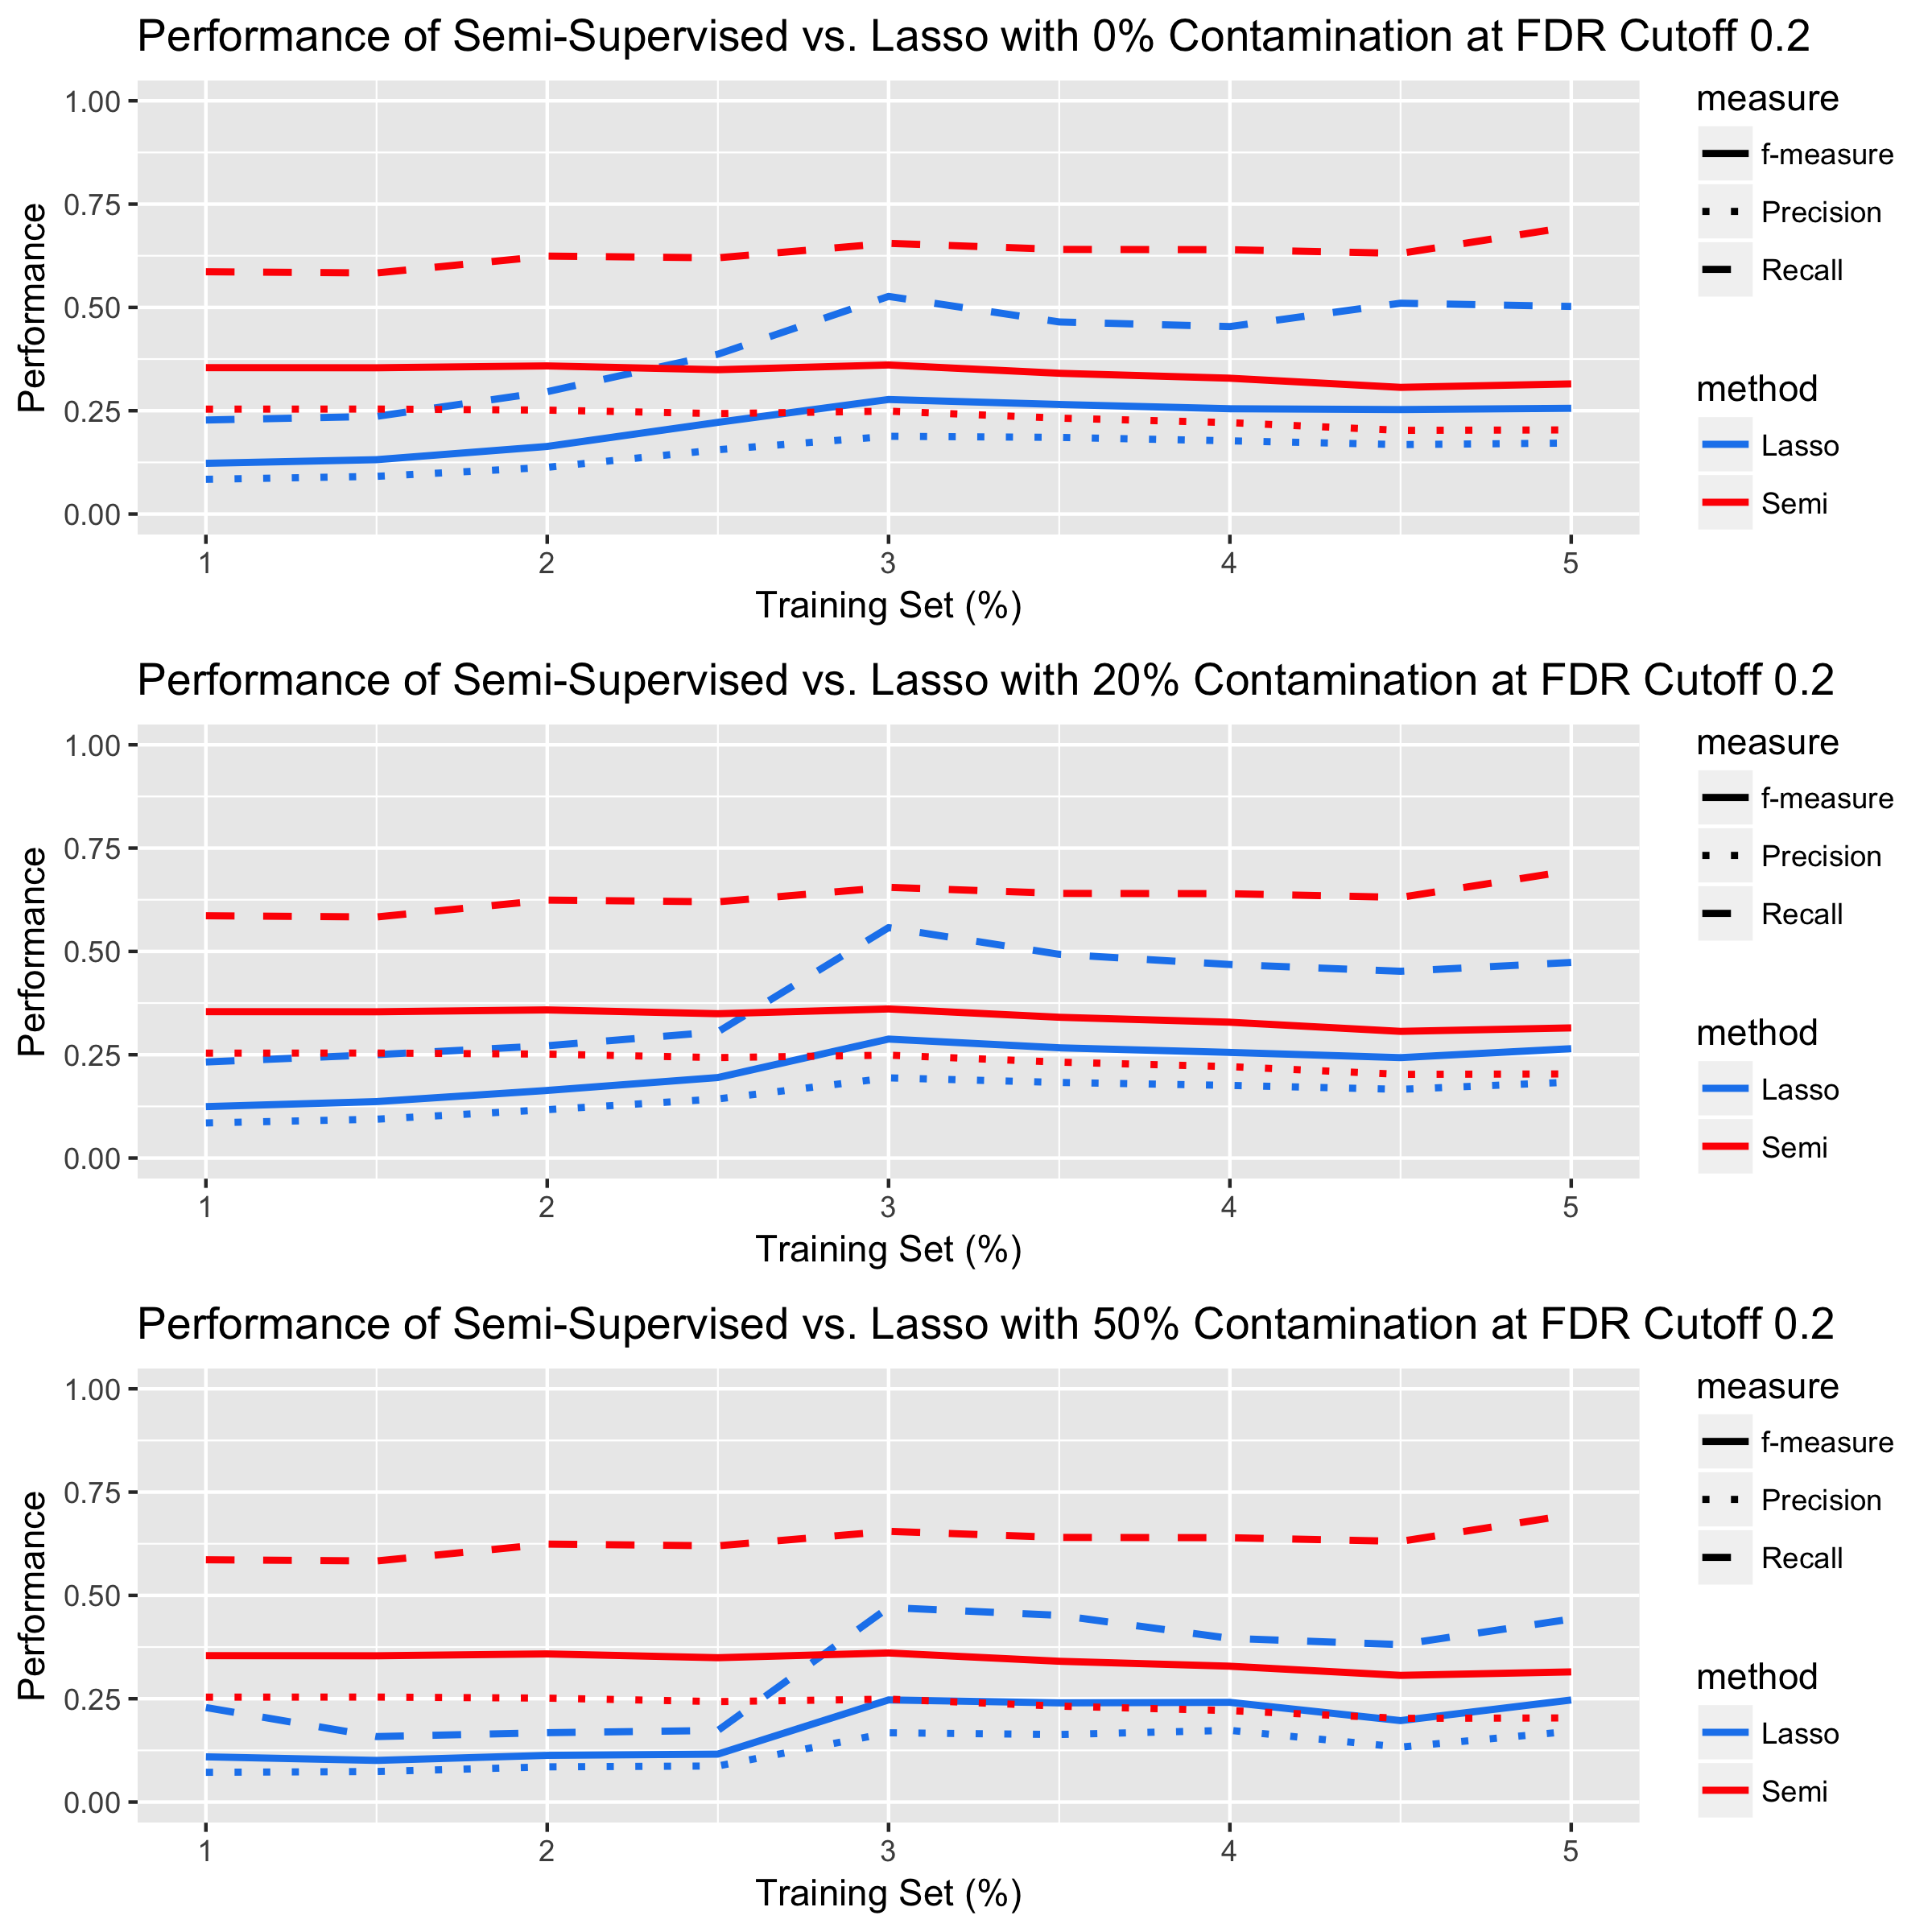 Performance of Semi-Supervised vs. Lasso with 0% Contamination at FDR Cutoff 0.2
Performance
1.00
0.75
0.50
0.25
0.00
1 2 3 4 5
Training Set (%)
measure
f-measure
Precision
Recall
method
Lasso
Semi
Performance of Semi-Supervised vs. Lasso with 20% Contamination at FDR Cutoff 0.2
Performance
1.00
0.75
0.50
0.25
0.00
1 2 3 4 5
Training Set (%)
measure
f-measure
Precision
Recall
method
Lasso
Semi
Performance of Semi-Supervised vs. Lasso with 50% Contamination at FDR Cutoff 0.2
Performance
1.00
0.75
0.50
0.25
0.00
1 2 3 4 5
Training Set (%)
measure
f-measure
Precision
Recall
method
Lasso
Semi